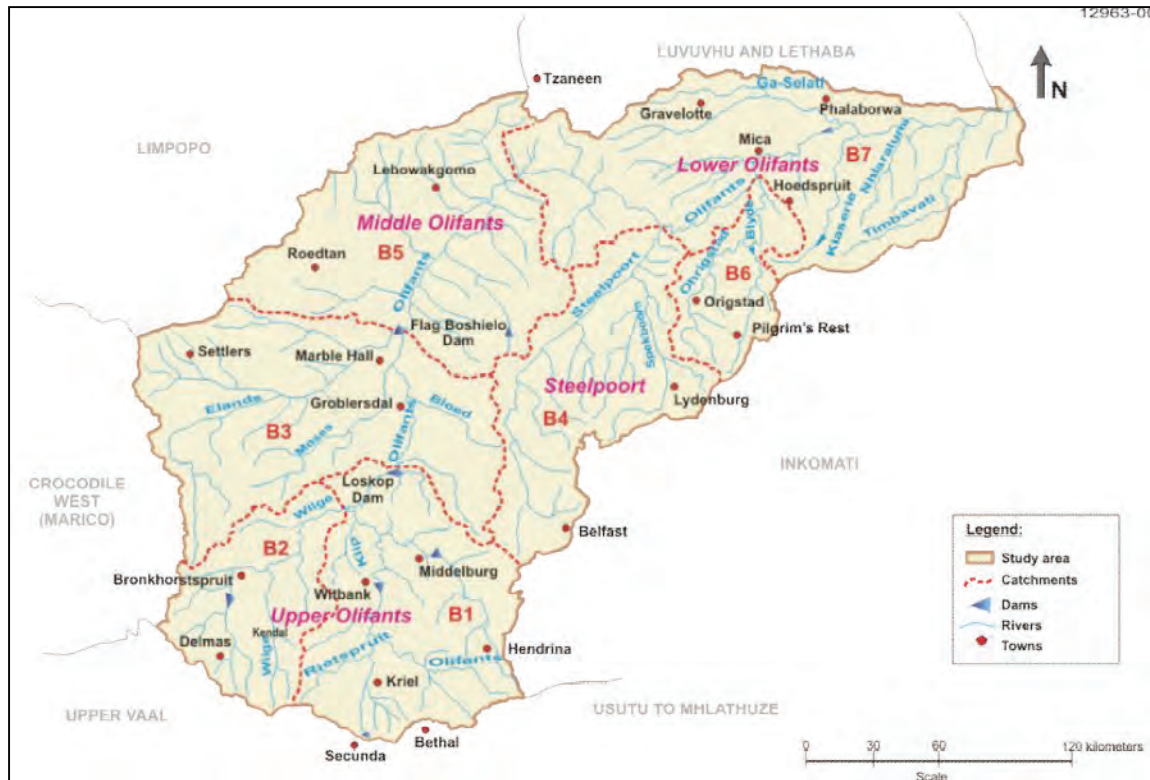 12963-00
LUVUVHU AND LETHABA
Tzaneen
Ga-Selati
N
Gravelotte
Phalaborwa
LIMPOPO
Mica
Lower Olifants
B7
Lebowakgomo
Hoedspruit
Nhlaralumi
Middle Olifants
Olifants
Klaserie
Timbavati
Blyde
B5
Roedtan
Olifants
Steelpoort
Ohrigstad
B6
Origstad
Flag Boshielo
Dam
Spekboom
Pilgrim's Rest
Settlers
Marble Hall
Steelpoort
Lydenburg
Elands
Groblersdal
Bloed
B4
B3
Moses
Olifants
INKOMATI
CROCODILE
WEST
(MARICO)
Loskop
Dam
Wilge
Belfast
B2
Klip
Middelburg
Bronkhorstspruit
Witbank
Upper Olifants
B1
Delmas
Kendal
Wilge
Rietspruit
Olifants
Hendrina
Kriel
UPPER VAAL
USUTU TO MHLATHUZE
Bethal
Secunda
Legend:
Study area
Catchments
Dams
Rivers
Towns
0 30 60 120 kilometers
Scale